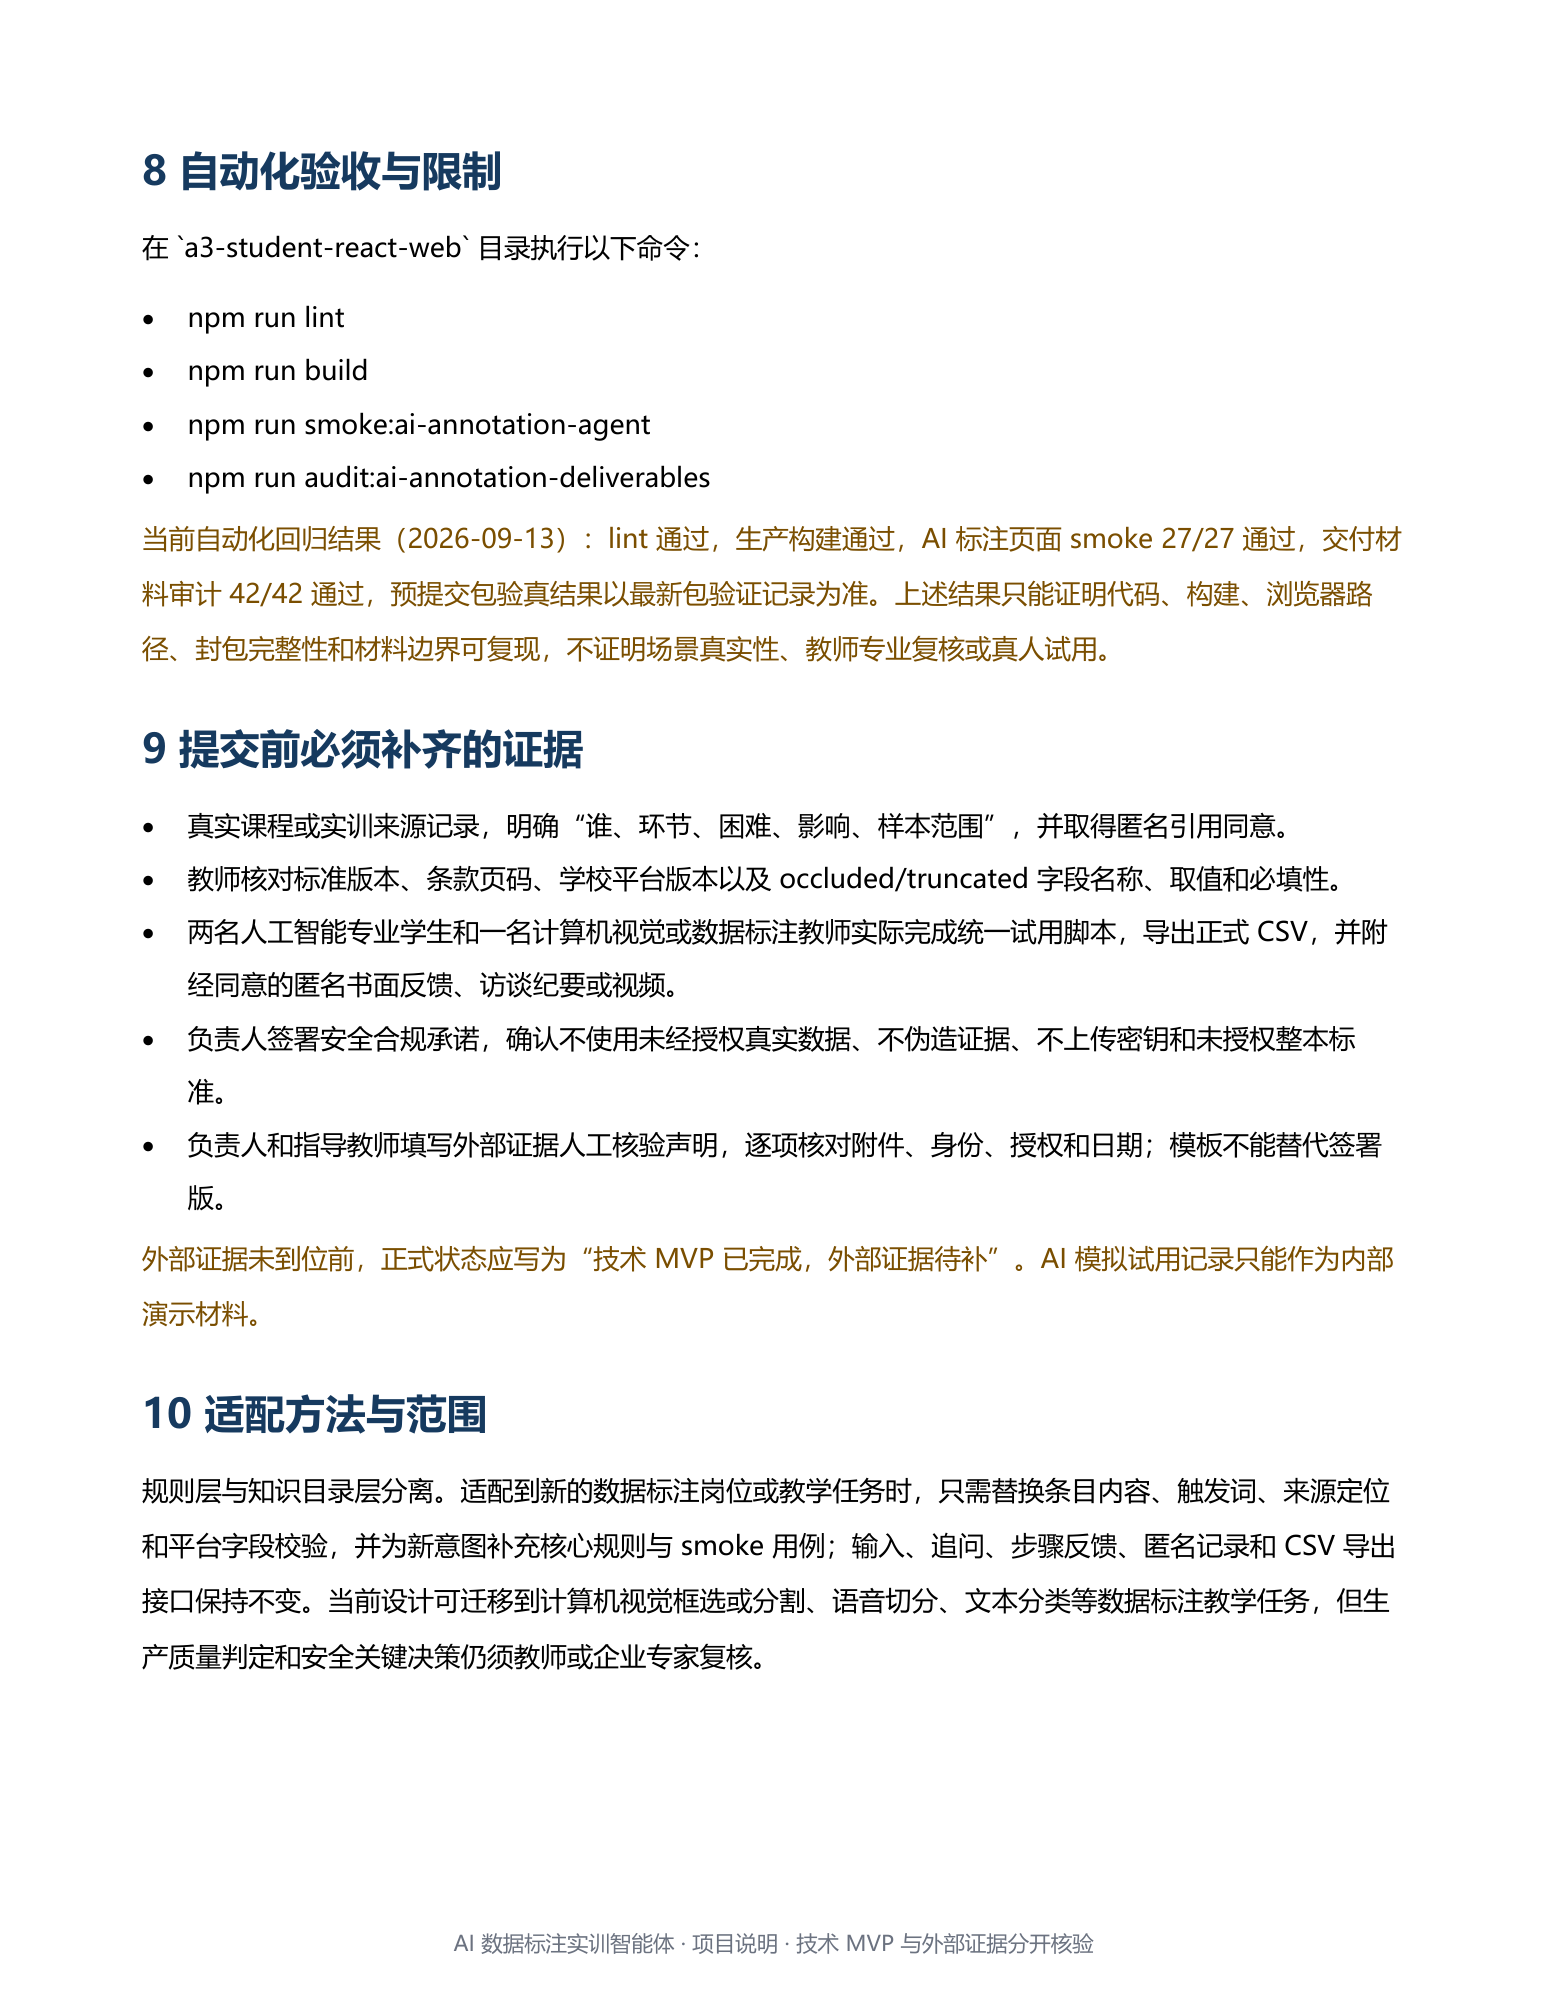 8 自动化验收与限制
在 `a3-student-react-web` 目录执行以下命令：
• npm run lint
• npm run build
• npm run smoke:ai-annotation-agent
• npm run audit:ai-annotation-deliverables
当前自动化回归结果（2026-09-13）：lint 通过，生产构建通过，AI 标注页面 smoke 27/27 通过，交付材
料审计 42/42 通过，预提交包验真结果以最新包验证记录为准。上述结果只能证明代码、构建、浏览器路
径、封包完整性和材料边界可复现，不证明场景真实性、教师专业复核或真人试用。
9 提交前必须补齐的证据
• 真实课程或实训来源记录，明确“谁、环节、困难、影响、样本范围”，并取得匿名引用同意。
• 教师核对标准版本、条款页码、学校平台版本以及 occluded/truncated 字段名称、取值和必填性。
• 两名人工智能专业学生和一名计算机视觉或数据标注教师实际完成统一试用脚本，导出正式 CSV，并附
经同意的匿名书面反馈、访谈纪要或视频。
• 负责人签署安全合规承诺，确认不使用未经授权真实数据、不伪造证据、不上传密钥和未授权整本标
准。
• 负责人和指导教师填写外部证据人工核验声明，逐项核对附件、身份、授权和日期；模板不能替代签署
版。
外部证据未到位前，正式状态应写为“技术 MVP 已完成，外部证据待补”。AI 模拟试用记录只能作为内部
演示材料。
10 适配方法与范围
规则层与知识目录层分离。适配到新的数据标注岗位或教学任务时，只需替换条目内容、触发词、来源定位
和平台字段校验，并为新意图补充核心规则与 smoke 用例；输入、追问、步骤反馈、匿名记录和 CSV 导出
接口保持不变。当前设计可迁移到计算机视觉框选或分割、语音切分、文本分类等数据标注教学任务，但生
产质量判定和安全关键决策仍须教师或企业专家复核。
AI 数据标注实训智能体 · 项目说明 · 技术 MVP 与外部证据分开核验